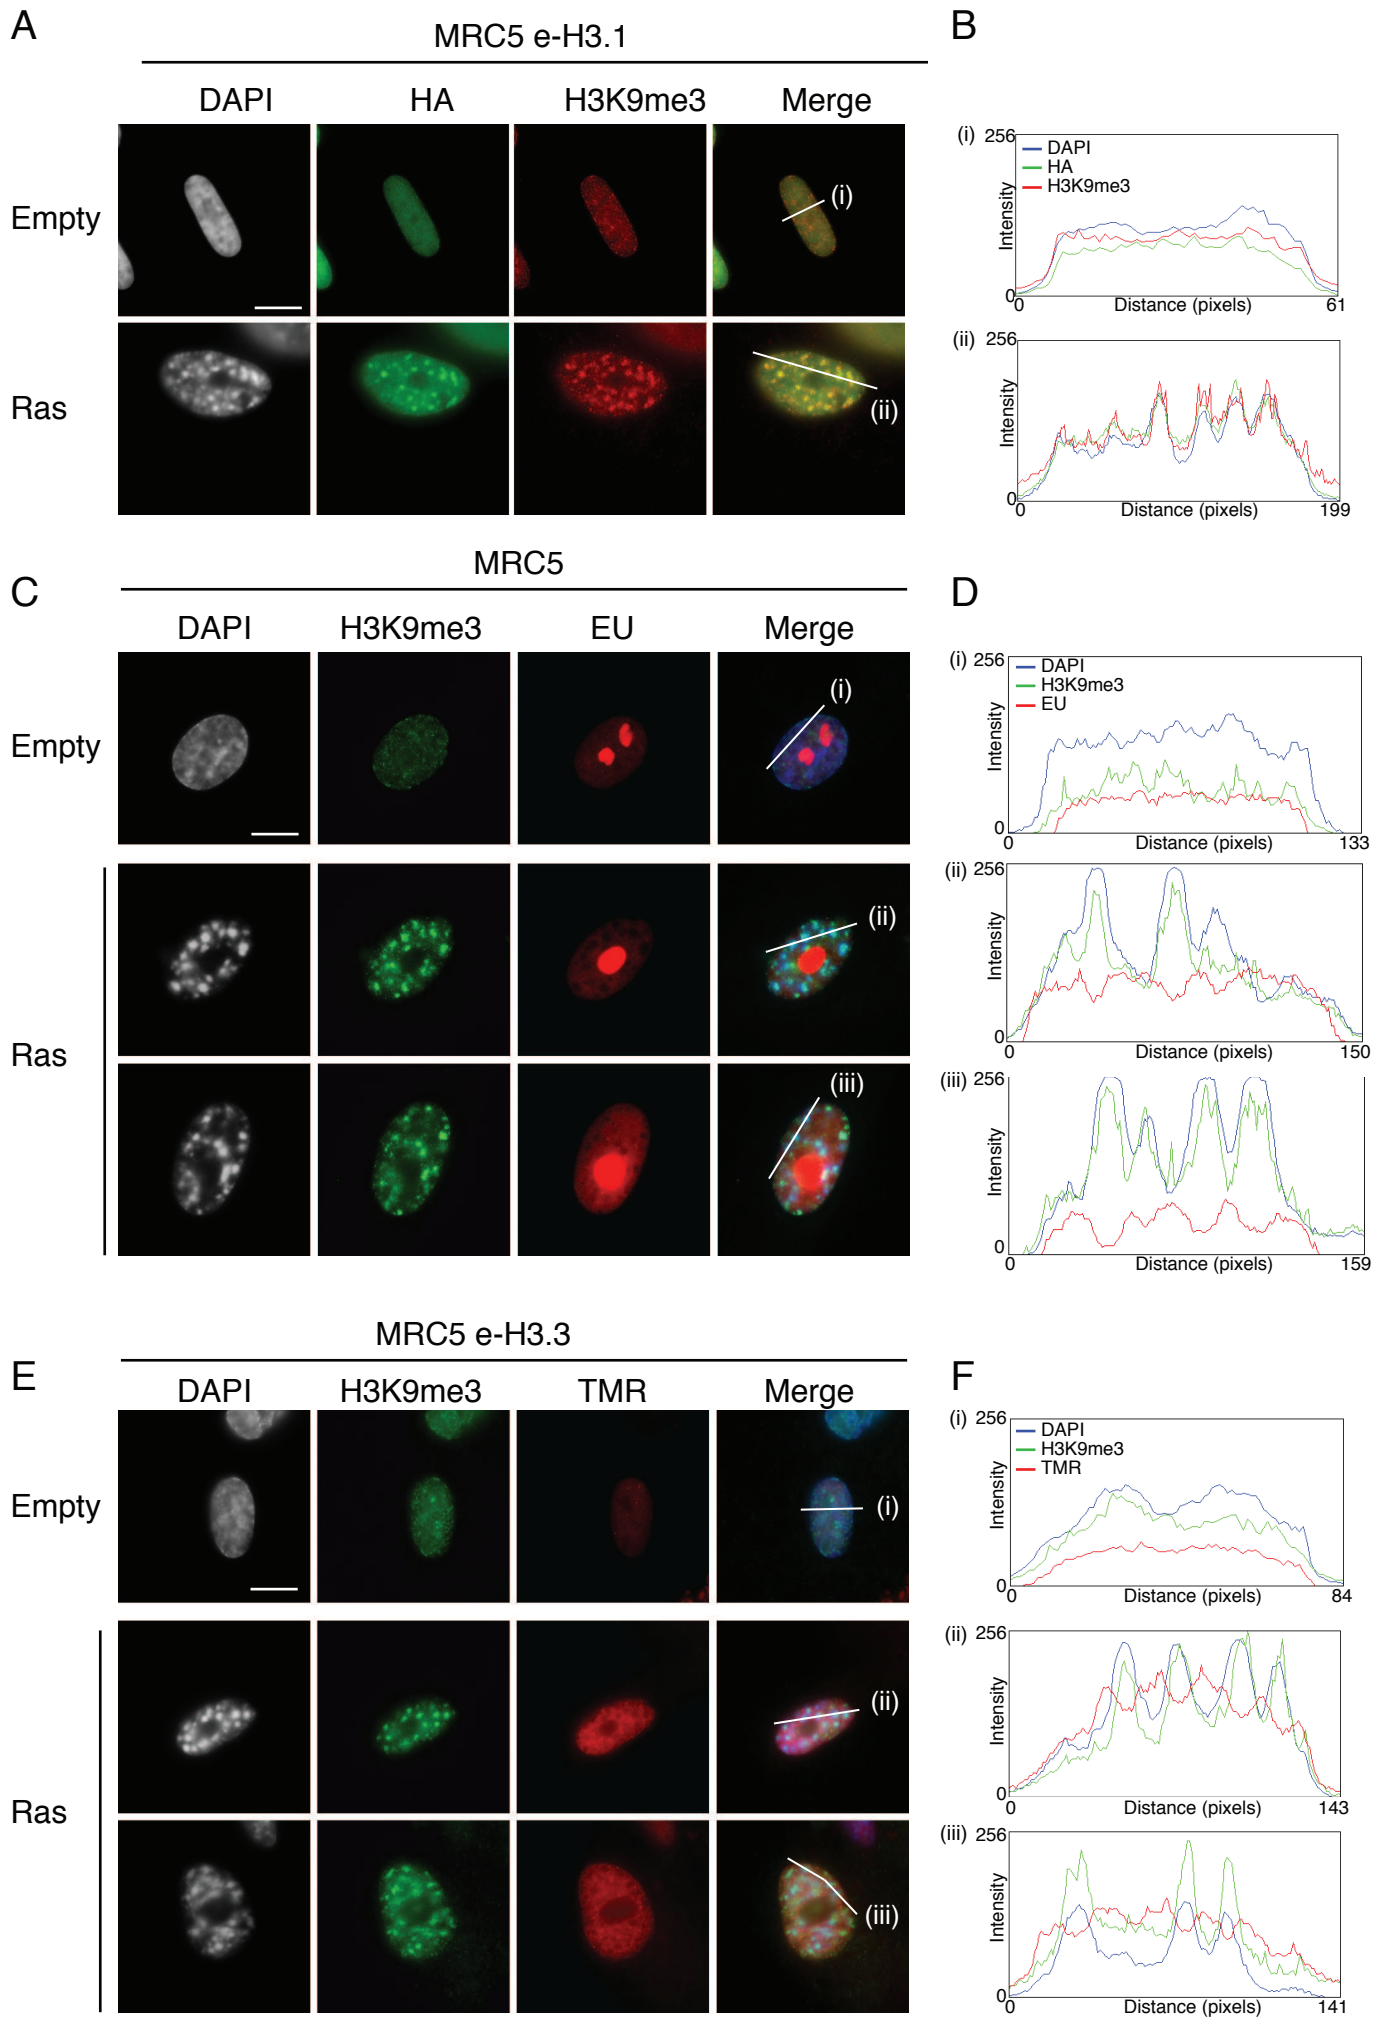 A
MRC5 e-H3.1
B
DAPI HA H3K9me3 Merge
Empty
(i)
Ras
(ii)
(i) 256
DAPI
HA
H3K9me3
Intensity
0
0 Distance (pixels) 61
(ii) 256
Intensity
0
0 Distance (pixels) 199
C
MRC5
D
DAPI H3K9me3 EU Merge
Empty
(i)
Ras
(ii)
(iii)
(i) 256
DAPI
H3K9me3
EU
Intensity
0
0 Distance (pixels) 133
(ii) 256
Intensity
0
0 Distance (pixels) 150
(iii) 256
Intensity
0
0 Distance (pixels) 159
MRC5 e-H3.3
E
F
DAPI H3K9me3 TMR Merge
Empty
(i)
Ras
(ii)
(iii)
(i) 256
DAPI
H3K9me3
TMR
Intensity
0
0 Distance (pixels) 84
(ii) 256
Intensity
0
0 Distance (pixels) 143
(iii) 256
Intensity
0
0 Distance (pixels) 141